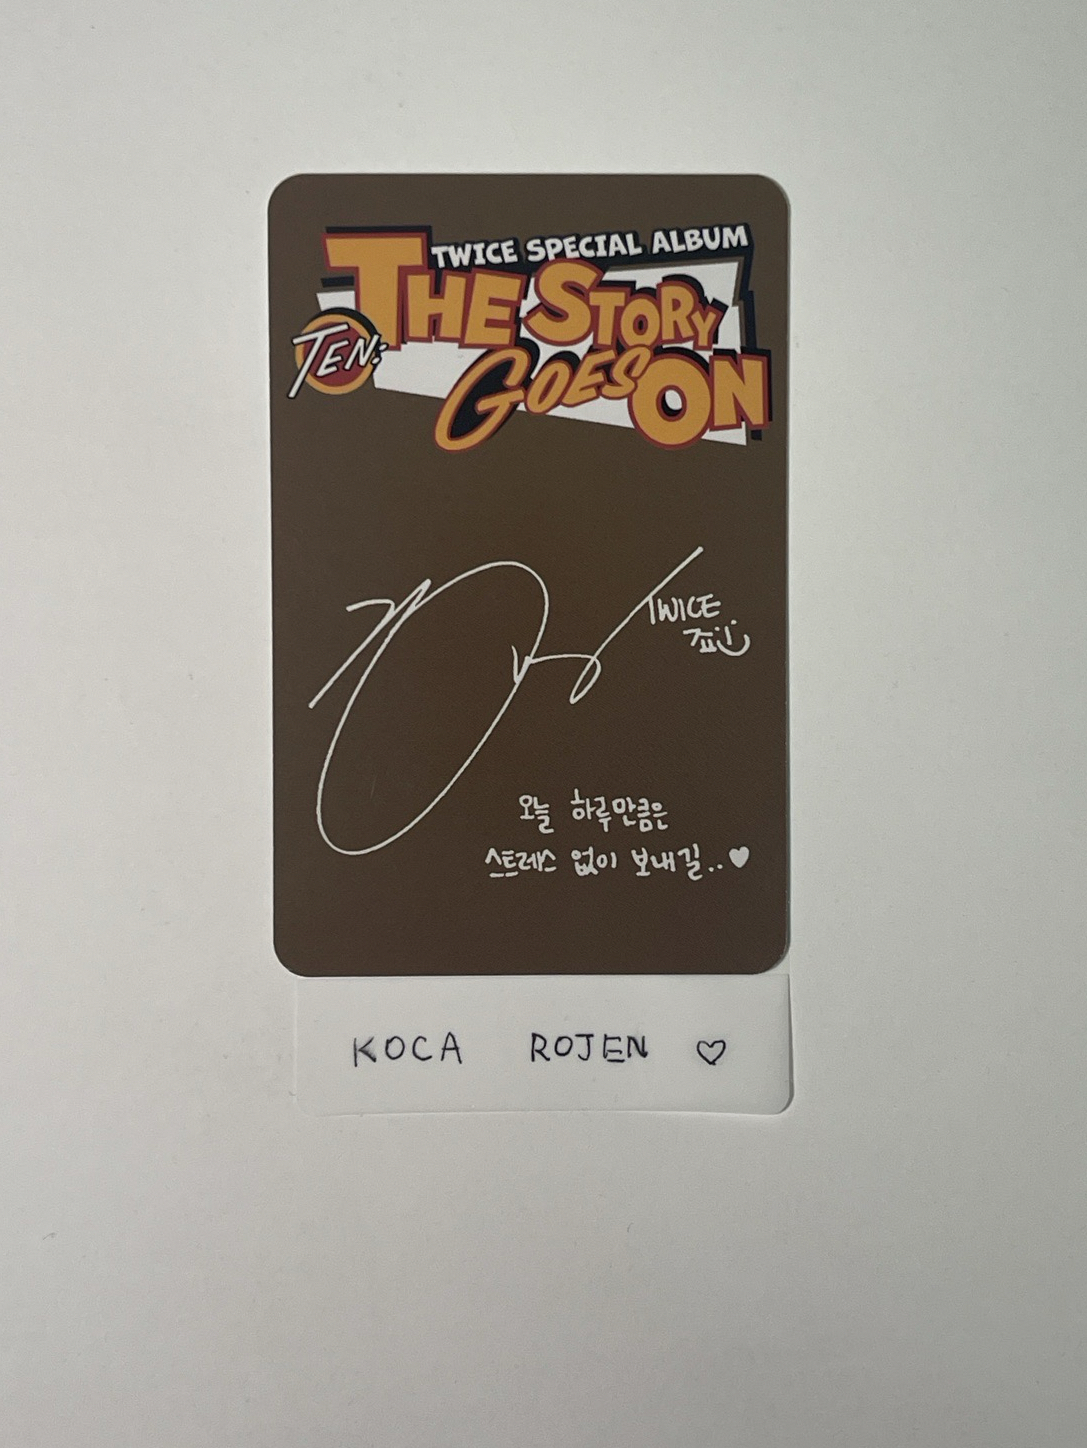 TWICE SPECIAL ALBUM
TEN:
THE STORY
GOES ON
TWICE
오늘 하루만큼은
스트레스 없이 보내길..♥
KOCA ROJEN ♡